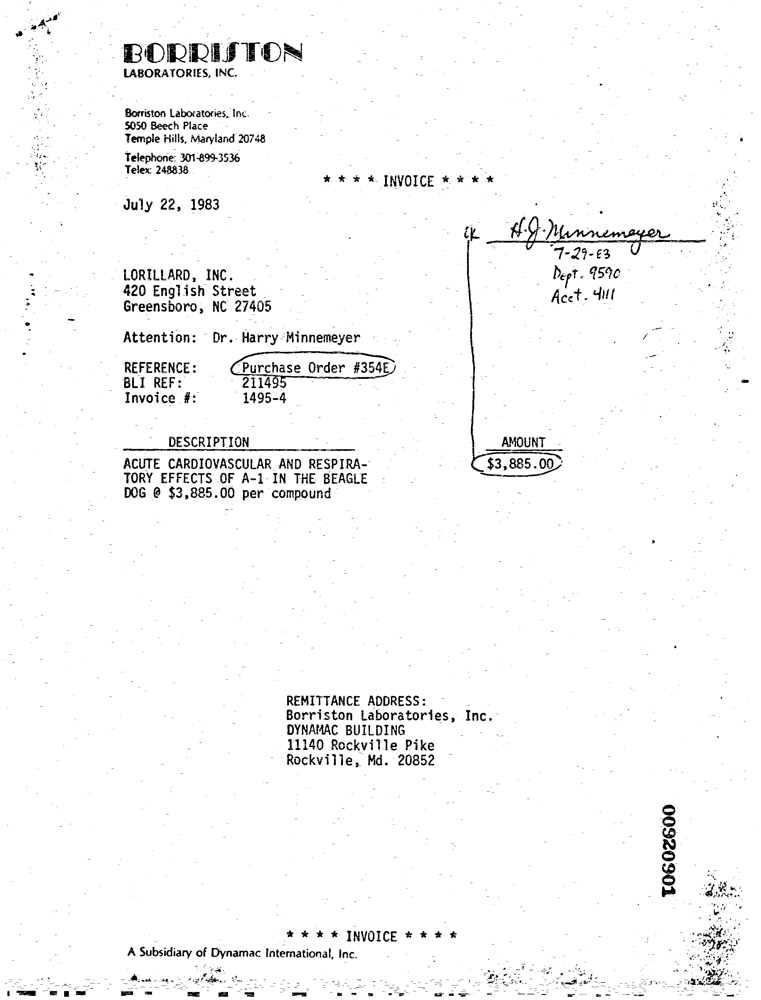 BORRISTON
LABORATORIES, INC.
Borriston Laboratories, Inc.
5050 Beech Place
Temple Hills, Maryland 20748
Telephone: 301-899-3536
Telex: 248838
* * * * INVOICE * * * *
July 22, 1983
H.J. Minnemeyer
7-29-83
Dept. 9590
Acct. 4111
LORILLARD, INC.
420 English Street
Greensboro, NC 27405
Attention: Dr. Harry Minnemeyer
REFERENCE: Purchase Order #354E
BLI REF: 211495
Invoice #: 1495-4
DESCRIPTION AMOUNT
ACUTE CARDIOVASCULAR AND RESPIRA- $3,885.00
TORY EFFECTS OF A-1 IN THE BEAGLE
DOG @ $3,885.00 per compound
REMITTANCE ADDRESS:
Borriston Laboratories, Inc.
DYNAMAC BUILDING
11140 Rockville Pike
Rockville, Md. 20852
00920901
* * * * INVOICE * * * *
A Subsidiary of Dynamac International, Inc.